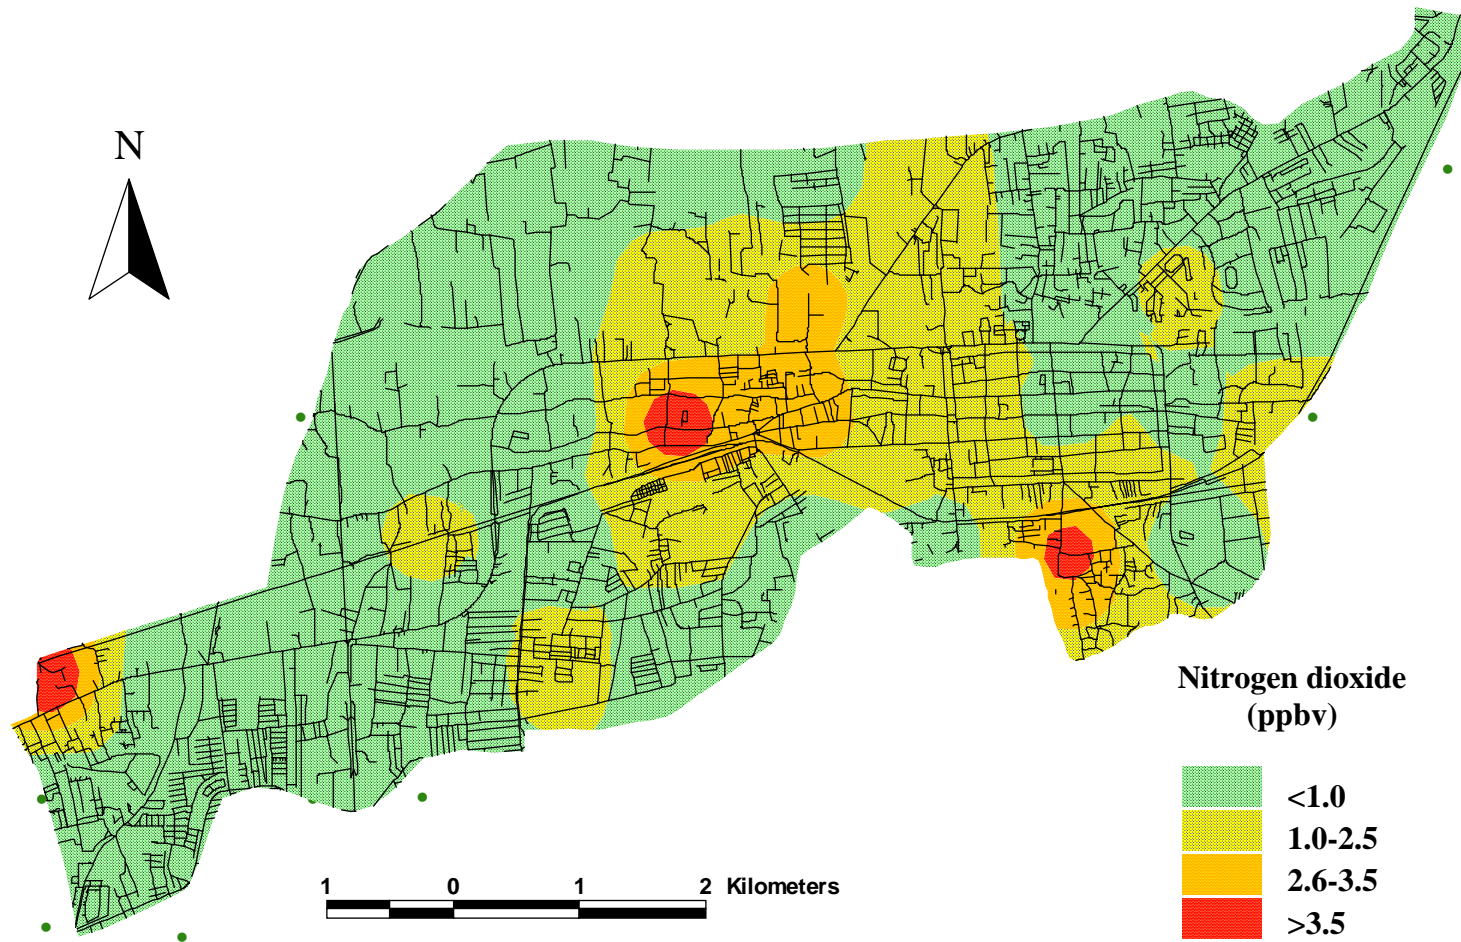 N
Nitrogen dioxide
(ppbv)
<1.0
1.0-2.5
2.6-3.5
>3.5
1 0 1 2 Kilometers